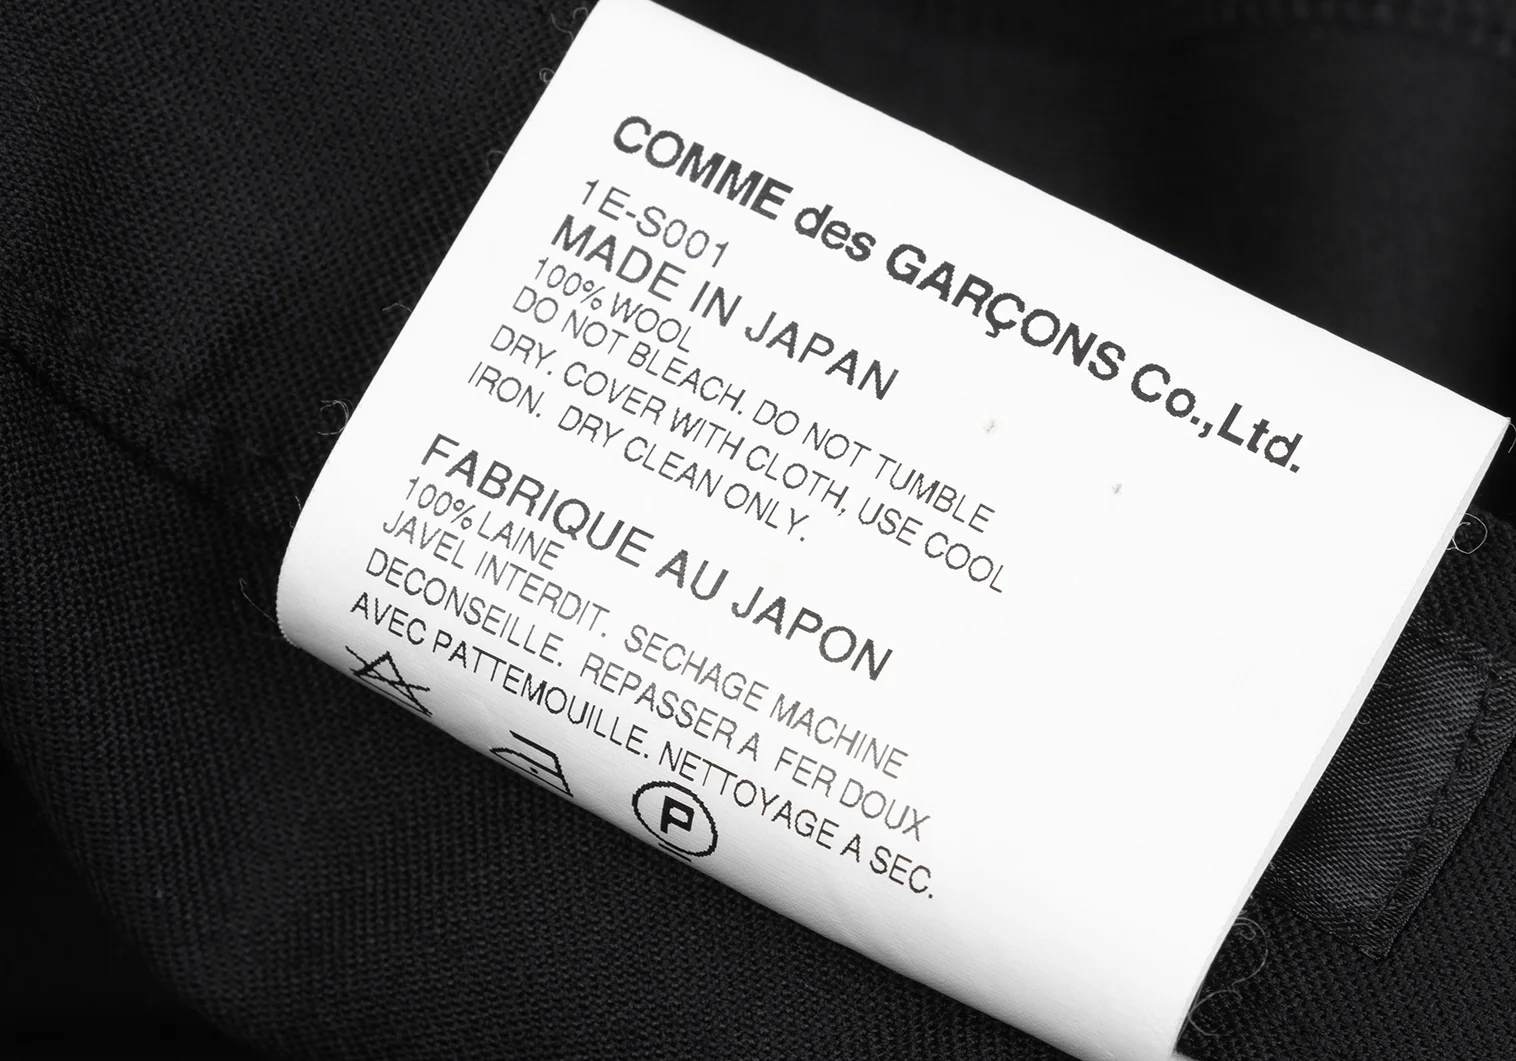 COMME des GARÇONS Co.,Ltd.
1E-S001
MADE IN JAPAN
100% WOOL
DO NOT BLEACH. DO NOT TUMBLE
DRY. COVER WITH CLOTH, USE COOL
IRON. DRY CLEAN ONLY.
FABRIQUE AU JAPON
100% LAINE
JAVEL INTERDIT. SECHAGE MACHINE
DECONSEILLE. REPASSER A FER DOUX
AVEC PATTEMOUILLE. NETTOYAGE A SEC.
P